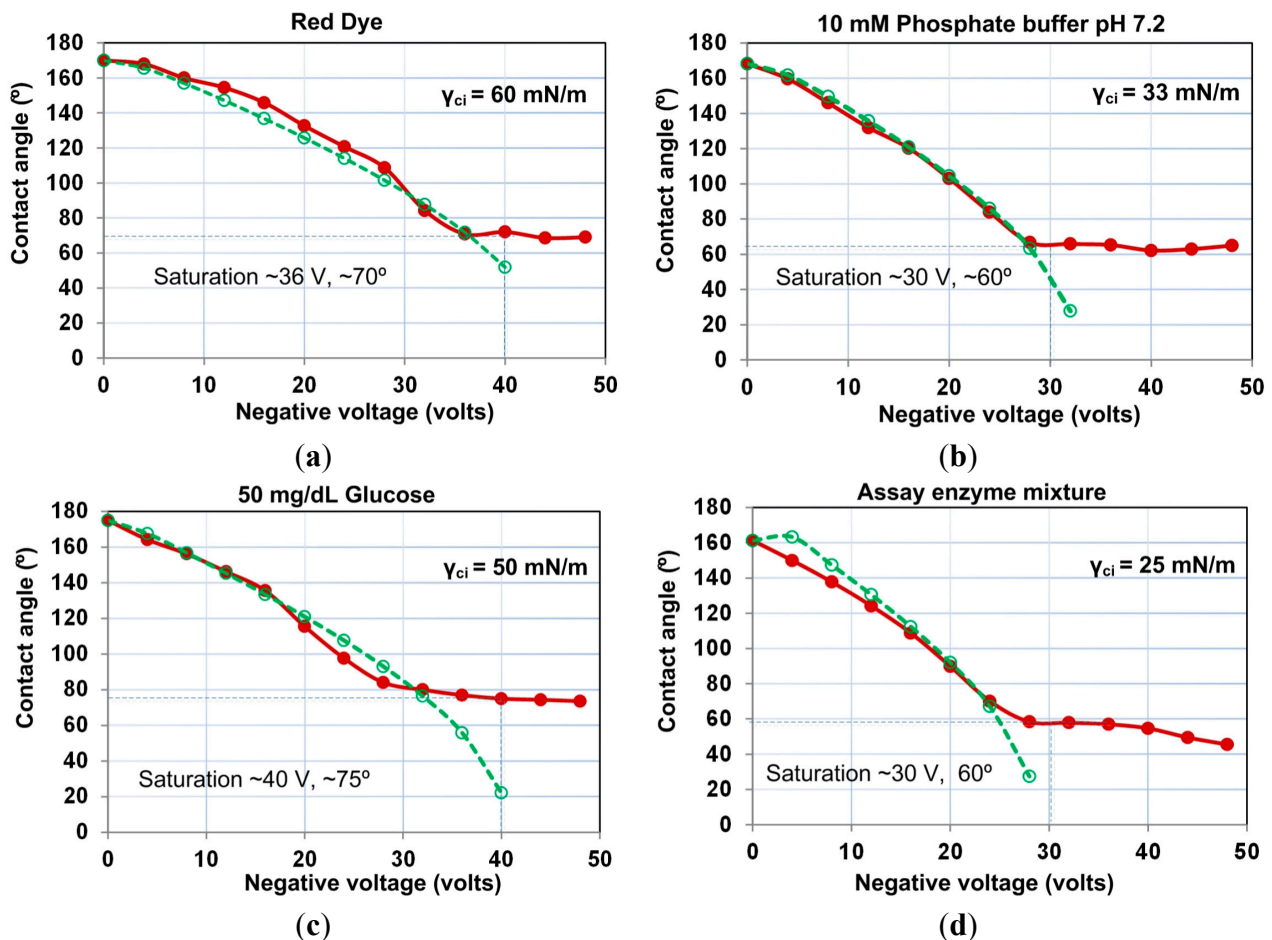 Red Dye
180
160
140
120
100
80
60
40
20
0
Contact angle (º)
γci = 60 mN/m
Saturation ~36 V, ~70º
0 10 20 30 40 50
Negative voltage (volts)
(a)
10 mM Phosphate buffer pH 7.2
180
160
140
120
100
80
60
40
20
0
Contact angle (º)
γci = 33 mN/m
Saturation ~30 V, ~60º
0 10 20 30 40 50
Negative voltage (volts)
(b)
50 mg/dL Glucose
180
160
140
120
100
80
60
40
20
0
Contact angle (º)
γci = 50 mN/m
Saturation ~40 V, ~75º
0 10 20 30 40 50
Negative voltage (volts)
(c)
Assay enzyme mixture
180
160
140
120
100
80
60
40
20
0
Contact angle (º)
γci = 25 mN/m
Saturation ~30 V, 60º
0 10 20 30 40 50
Negative voltage (volts)
(d)